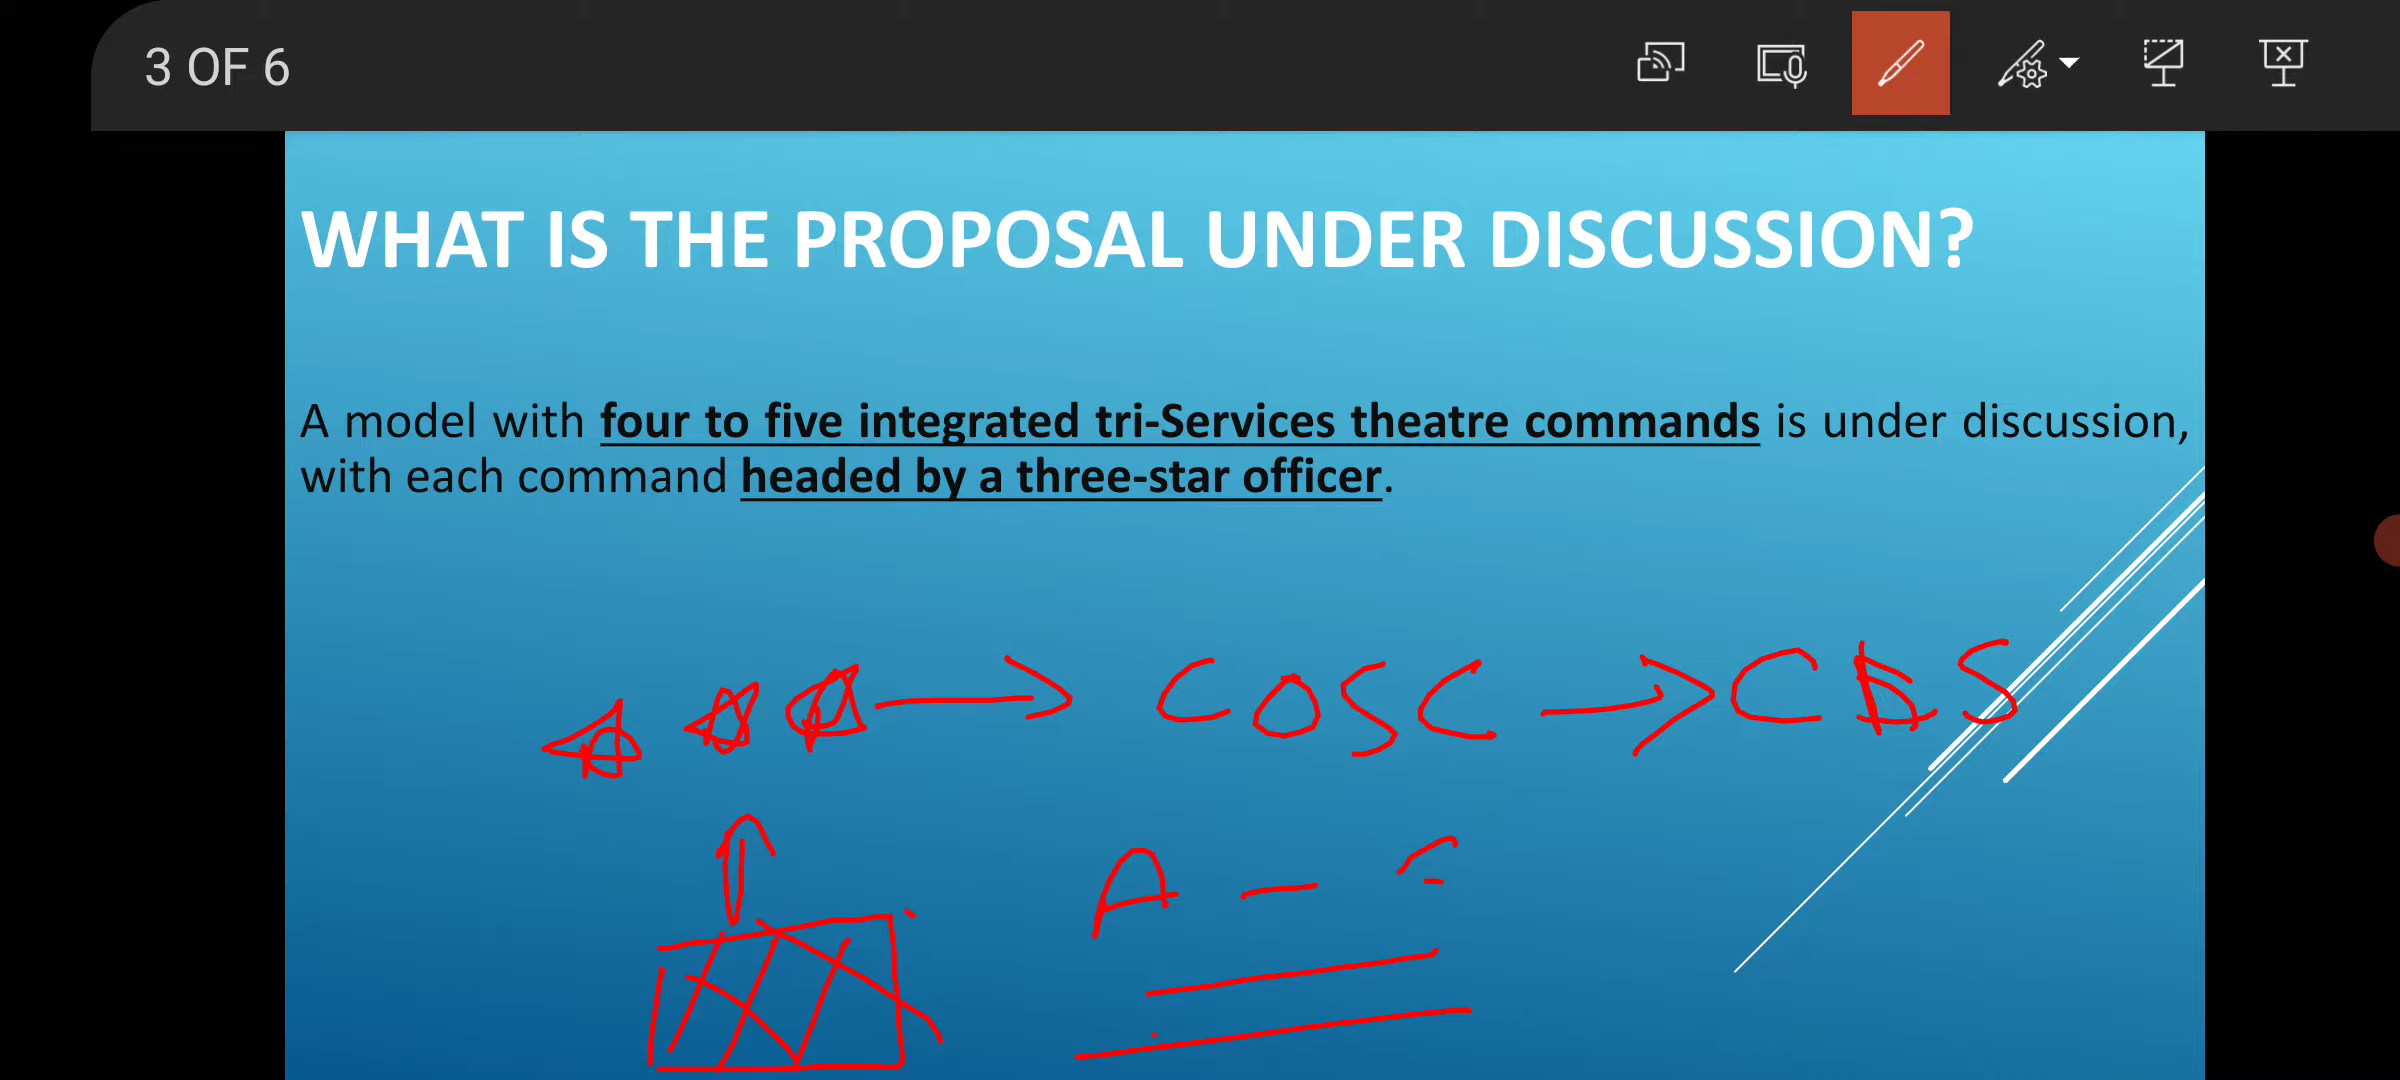 3 OF 6
WHAT IS THE PROPOSAL UNDER DISCUSSION?
A model with four to five integrated tri-Services theatre commands is under discussion,
with each command headed by a three-star officer.
COSC CDS
A -